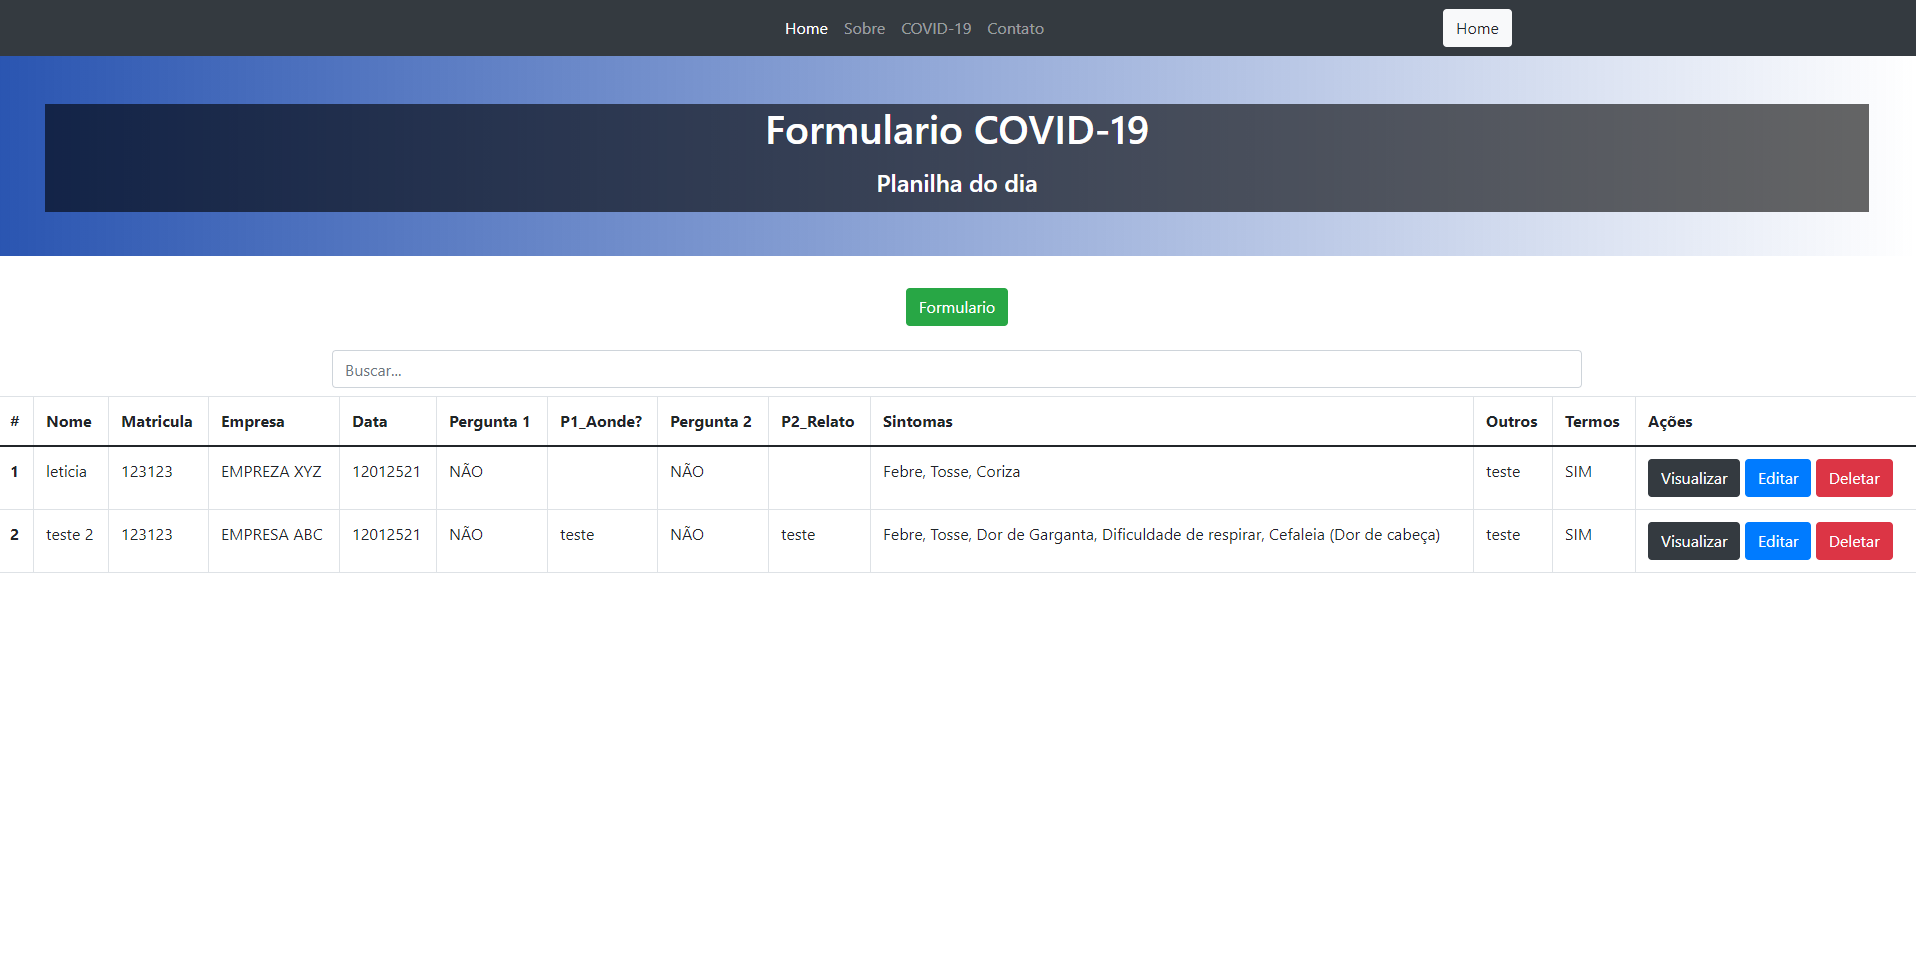 Home Sobre COVID-19 Contato Home
Formulario COVID-19
Planilha do dia
Formulario
Buscar...
# Nome Matricula Empresa Data Pergunta 1 P1_Aonde? Pergunta 2 P2_Relato Sintomas Outros Termos Ações
1 leticia 123123 EMPREZA XYZ 12012521 NÃO NÃO Febre, Tosse, Coriza teste SIM Visualizar Editar Deletar
2 teste 2 123123 EMPRESA ABC 12012521 NÃO teste NÃO teste Febre, Tosse, Dor de Garganta, Dificuldade de respirar, Cefaleia (Dor de cabeça) teste SIM Visualizar Editar Deletar